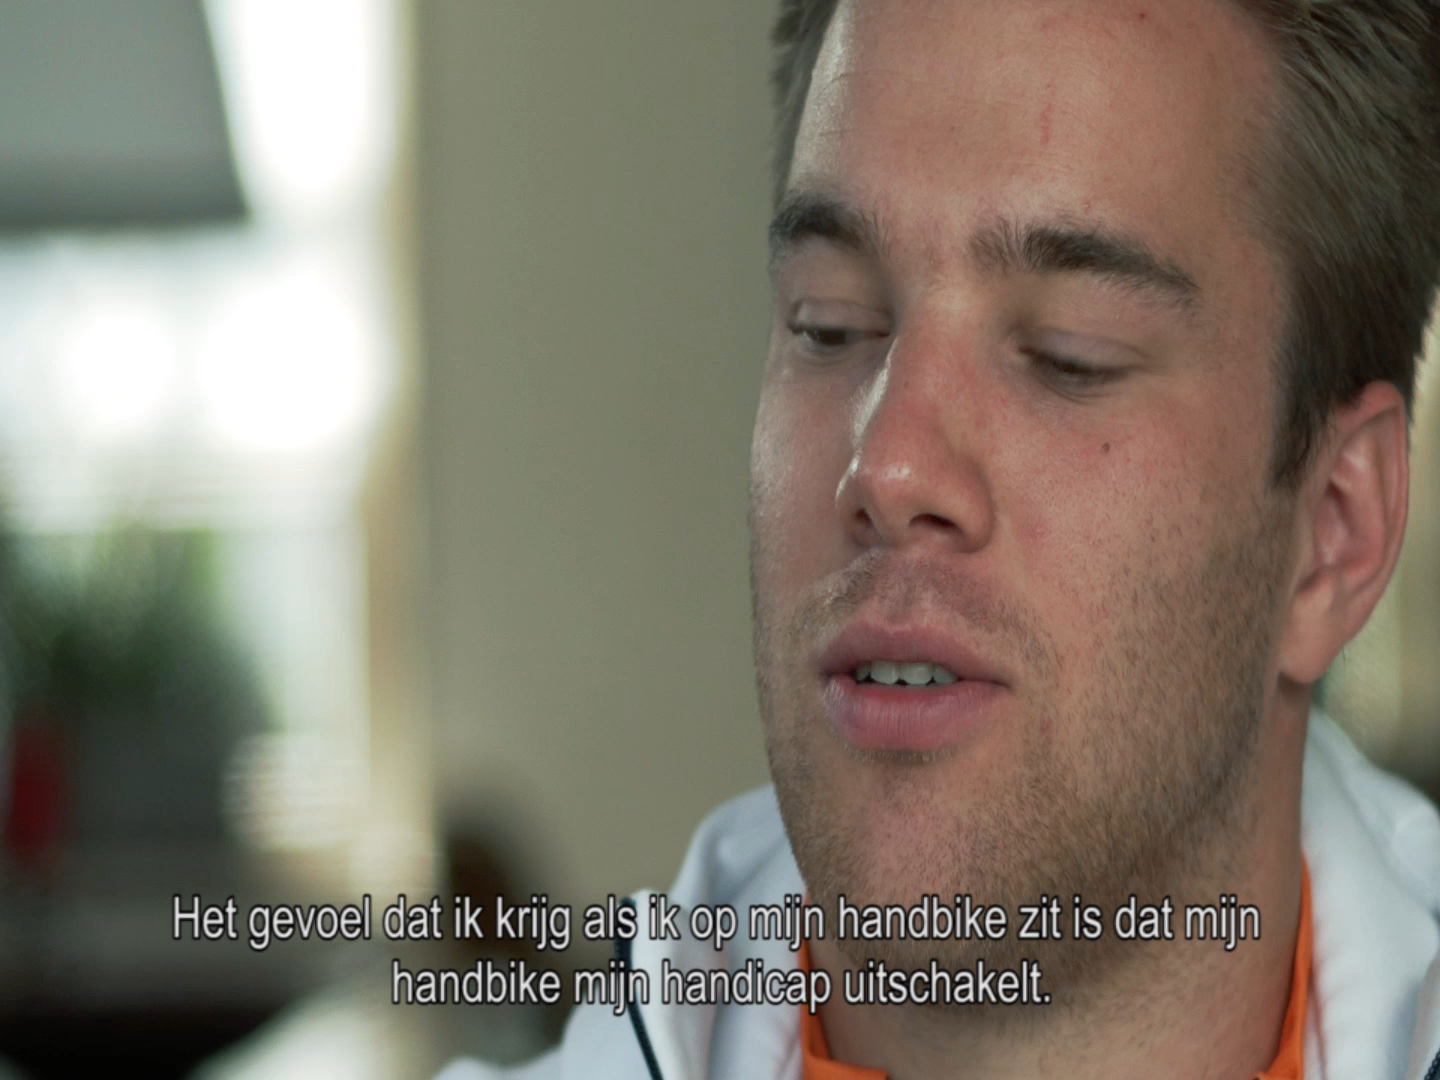 Het gevoel dat ik krijg als ik op mijn handbike zit is dat mijn
handbike mijn handicap uitschakelt.